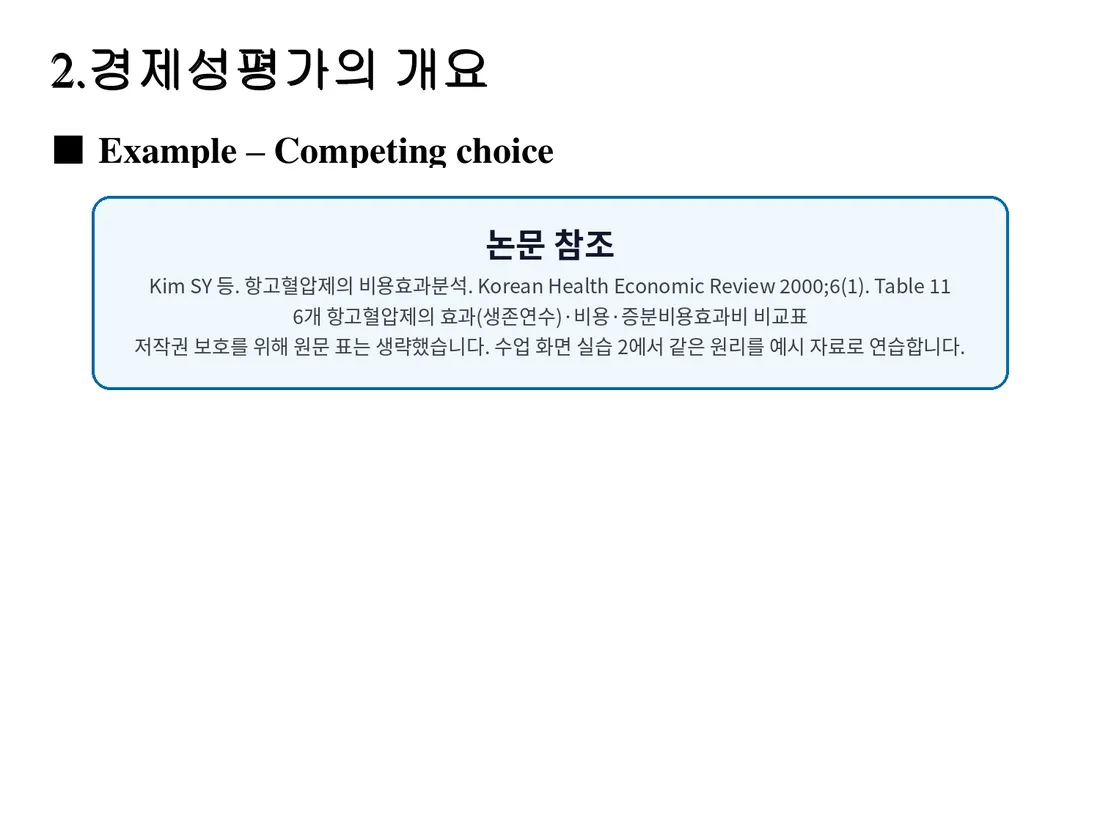 2.경제성평가의 개요
■ Example – Competing choice
논문 참조
Kim SY 등. 항고혈압제의 비용효과분석. Korean Health Economic Review 2000;6(1). Table 11
6개 항고혈압제의 효과(생존연수)·비용·증분비용효과비 비교표
저작권 보호를 위해 원문 표는 생략했습니다. 수업 화면 실습 2에서 같은 원리를 예시 자료로 연습합니다.